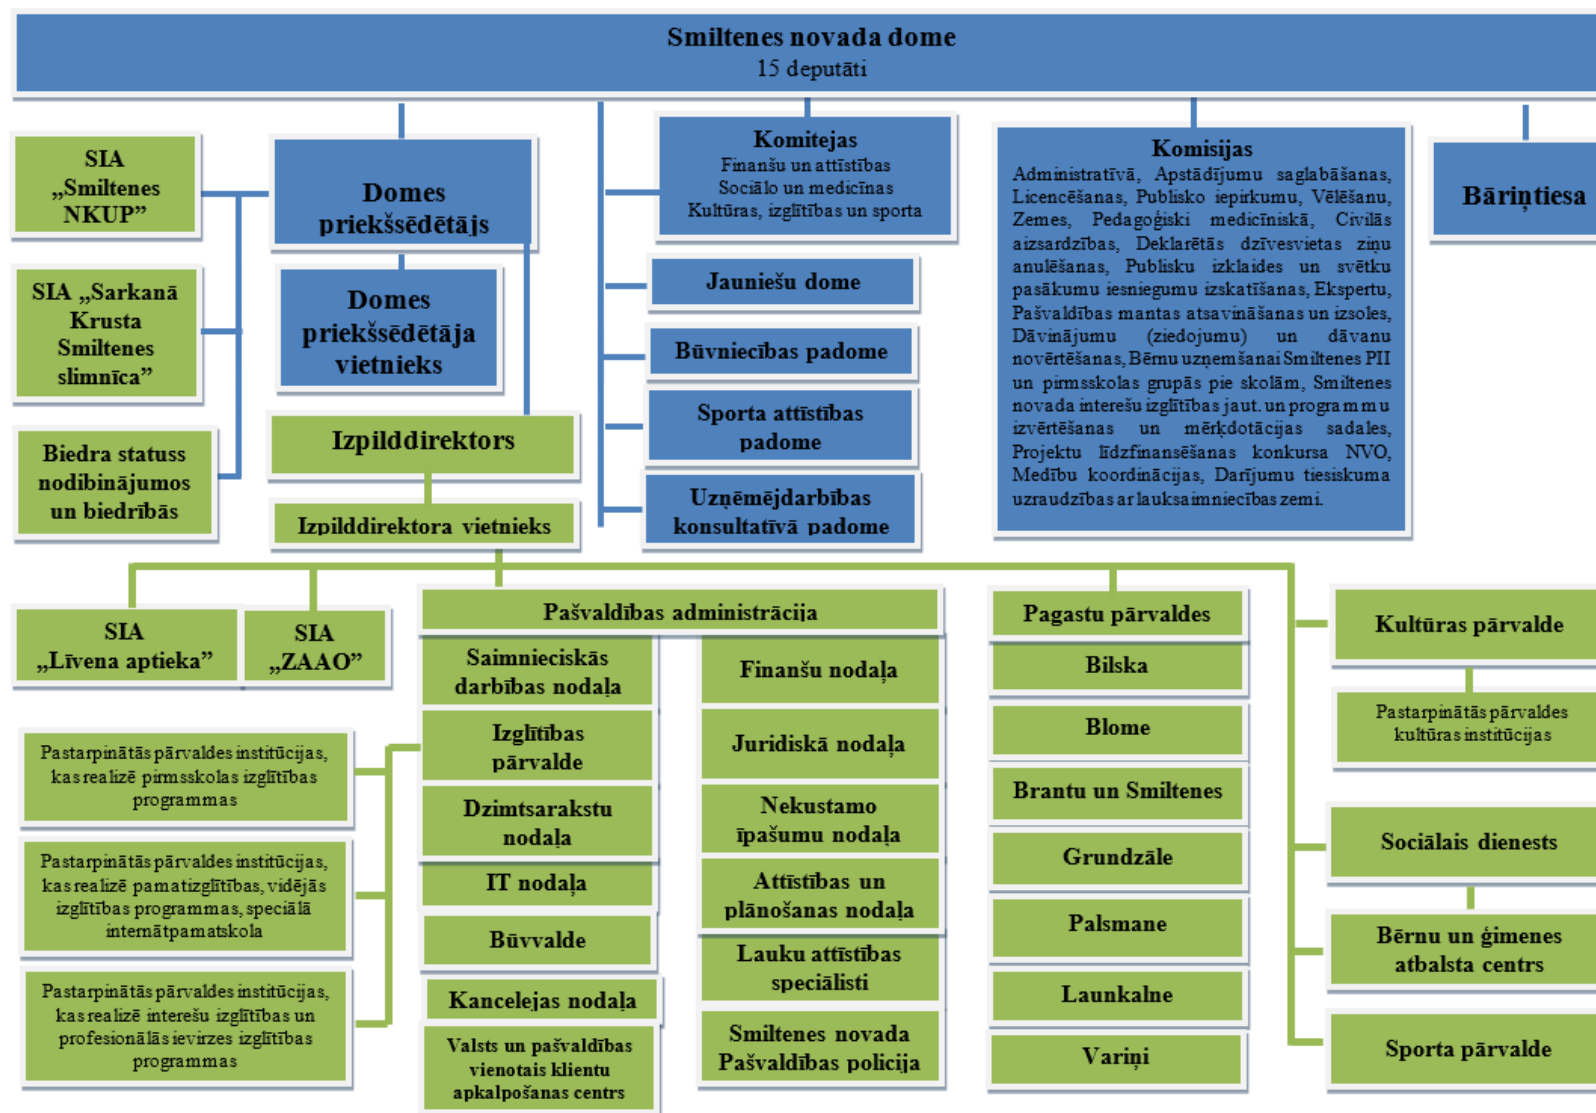 Smiltenes novada dome
15 deputāti
SIA
„Smiltenes
NKUP”
SIA „Sarkanā
Krusta
Smiltenes
slimnīca”
Biedra statuss
nodibinājumos
un biedrībās
Domes
priekšsēdētājs
Domes
priekšsēdētāja
vietnieks
Izpilddirektors
Izpilddirektora vietnieks
Komitejas
Finanšu un attīstības
Sociālo un medicīnas
Kultūras, izglītības un sporta
Jauniešu dome
Būvniecības padome
Sporta attīstības
padome
Uzņēmējdarbības
konsultatīvā padome
Komisijas
Administratīvā, Apstādījumu saglabāšanas,
Licencēšanas, Publisko iepirkumu, Vēlēšanu,
Zemes, Pedagoģiski medicīniskā, Civilās
aizsardzības, Deklarētās dzīvesvietas ziņu
anulēšanas, Publisku izklaides un svētku
pasākumu iesniegumu izskatīšanas, Ekspertu,
Pašvaldības mantas atsavināšanas un izsoles,
Dāvinājumu (ziedojumu) un dāvanu
novērtēšanas, Bērnu uzņemšanai Smiltenes PII
un pirmsskolas grupās pie skolām, Smiltenes
novada interešu izglītības jaut. un programmu
izvērtēšanas un mērķdotācijas sadales,
Projektu līdzfinansēšanas konkursa NVO,
Medību koordinācijas, Darījumu tiesiskuma
uzraudzības ar lauksaimniecības zemi.
Bāriņtiesa
SIA
„Līvena aptieka”
SIA
„ZAAO”
Pašvaldības administrācija
Saimnieciskās
darbības nodaļa
Izglītības
pārvalde
Dzimtsarakstu
nodaļa
IT nodaļa
Būvvalde
Kancelejas nodaļa
Valsts un pašvaldības
vienotais klientu
apkalpošanas centrs
Finanšu nodaļa
Juridiskā nodaļa
Nekustamo
īpašumu nodaļa
Attīstības un
plānošanas nodaļa
Lauku attīstības
speciālisti
Smiltenes novada
Pašvaldības policija
Pastarpinātās pārvaldes institūcijas,
kas realizē pirmsskolas izglītības
programmas
Pastarpinātās pārvaldes institūcijas,
kas realizē pamatizglītības, vidējās
izglītības programmas, speciālā
internātpamatskola
Pastarpinātās pārvaldes institūcijas,
kas realizē interešu izglītības un
profesionālās ievirzes izglītības
programmas
Pagastu pārvaldes
Bilska
Blome
Brantu un Smiltenes
Grundzāle
Palsmane
Launkalne
Variņi
Kultūras pārvalde
Pastarpinātās pārvaldes
kultūras institūcijas
Sociālais dienests
Bērnu un ģimenes
atbalsta centrs
Sporta pārvalde